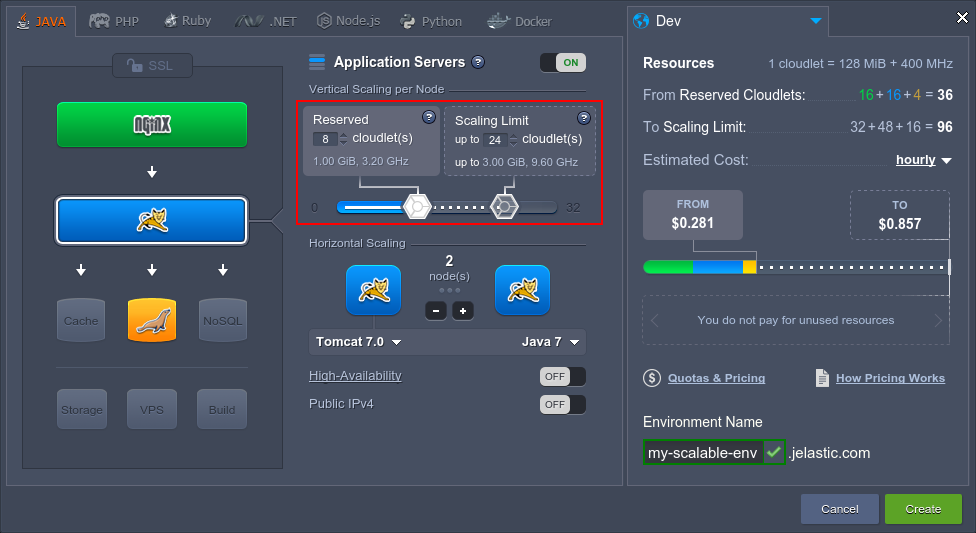 JAVA PHP Ruby .NET Node.js Python Docker
SSL
NGINX
Cache NoSQL
Storage VPS Build
Application Servers ? ON
Vertical Scaling per Node
Reserved ?
8 cloudlet(s)
1.00 GiB, 3.20 GHz
Scaling Limit ?
up to 24 cloudlet(s)
up to 3.00 GiB, 9.60 GHz
0 32
Horizontal Scaling
2
node(s)
- +
Tomcat 7.0 Java 7
High-Availability OFF
Public IPv4 OFF
Dev
Resources 1 cloudlet = 128 MiB + 400 MHz
From Reserved Cloudlets: 16 + 16 + 4 = 36
To Scaling Limit: 32 + 48 + 16 = 96
Estimated Cost: hourly
FROM
$0.281
TO
$0.857
You do not pay for unused resources
$ Quotas & Pricing How Pricing Works
Environment Name
my-scalable-env .jelastic.com
Cancel Create